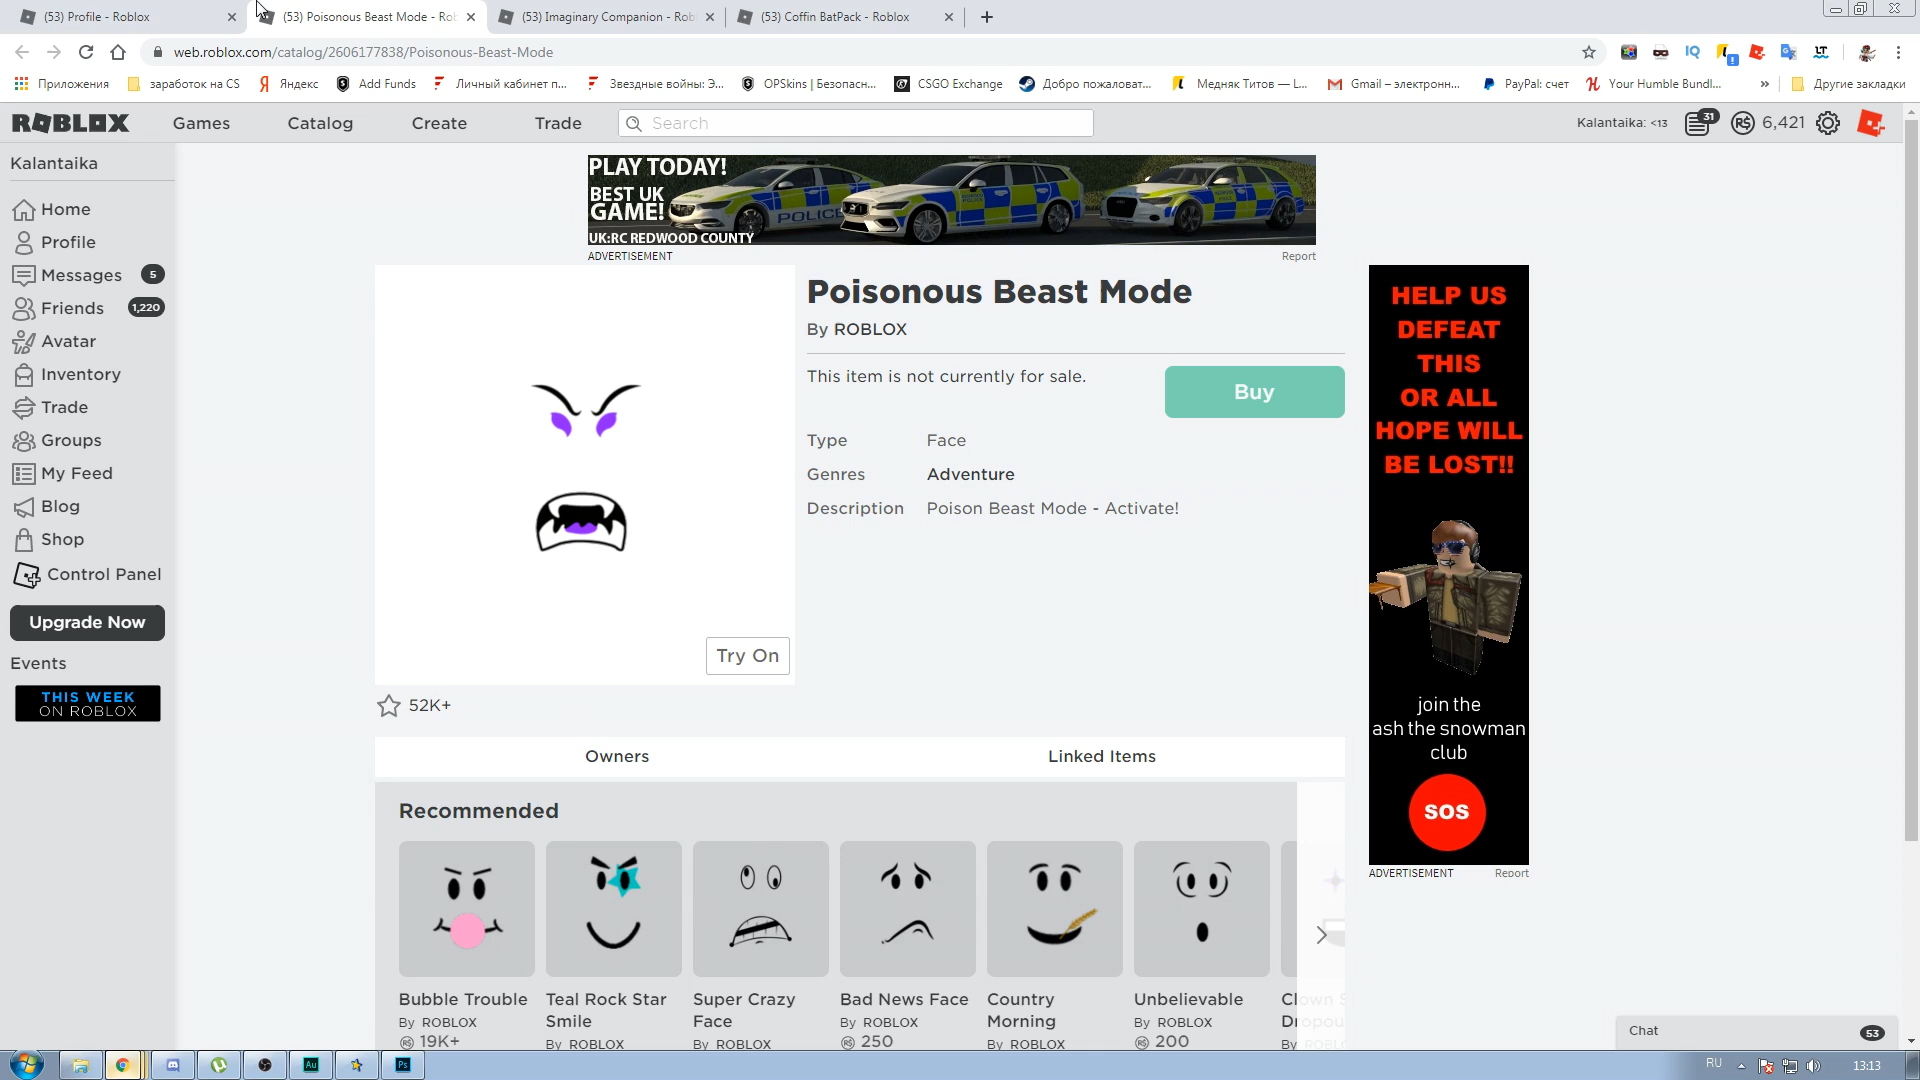 (53) Profile - Roblox
(53) Poisonous Beast Mode - Rob
(53) Imaginary Companion - Rob
(53) Coffin BatPack - Roblox
web.roblox.com/catalog/2606177838/Poisonous-Beast-Mode
Приложения
заработок на CS
Яндекс
Add Funds
Личный кабинет п...
Звездные войны: Э...
OPSkins | Безопасн...
CSGO Exchange
Добро пожаловат...
Медняк Титов — L...
Gmail – электронн...
PayPal: счет
Your Humble Bundl...
»
Другие закладки
ROBLOX
Games
Catalog
Create
Trade
Search
Kalantaika: <13
31
6,421
Kalantaika
Home
Profile
Messages 5
Friends 1,220
Avatar
Inventory
Trade
Groups
My Feed
Blog
Shop
Control Panel
Upgrade Now
Events
THIS WEEK
ON ROBLOX
PLAY TODAY!
BEST UK
GAME!
UK:RC REDWOOD COUNTY
POLICE
ADVERTISEMENT
Report
Poisonous Beast Mode
By ROBLOX
This item is not currently for sale.
Buy
Type Face
Genres Adventure
Description Poison Beast Mode - Activate!
Try On
52K+
Owners
Linked Items
Recommended
Bubble Trouble
By ROBLOX
19K+
Teal Rock Star
Smile
By ROBLOX
Super Crazy
Face
By ROBLOX
Bad News Face
By ROBLOX
250
Country
Morning
By ROBLOX
Unbelievable
By ROBLOX
200
HELP US
DEFEAT
THIS
OR ALL
HOPE WILL
BE LOST!!
join the
ash the snowman
club
SOS
ADVERTISEMENT
Report
Chat
53
Au
Ps
RU
13:13